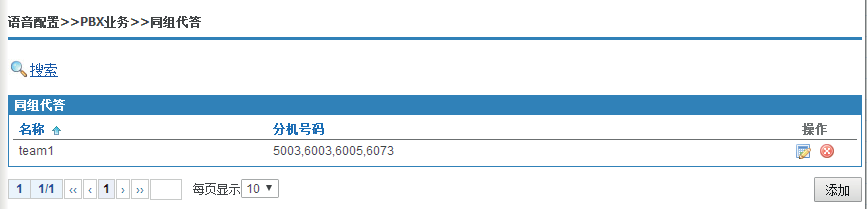 语音配置>>PBX业务>>同组代答
搜索
同组代答
名称 分机号码 操作
team1 5003,6003,6005,6073
1 1/1 ‹‹ ‹ 1 › ›› 每页显示 10 添加